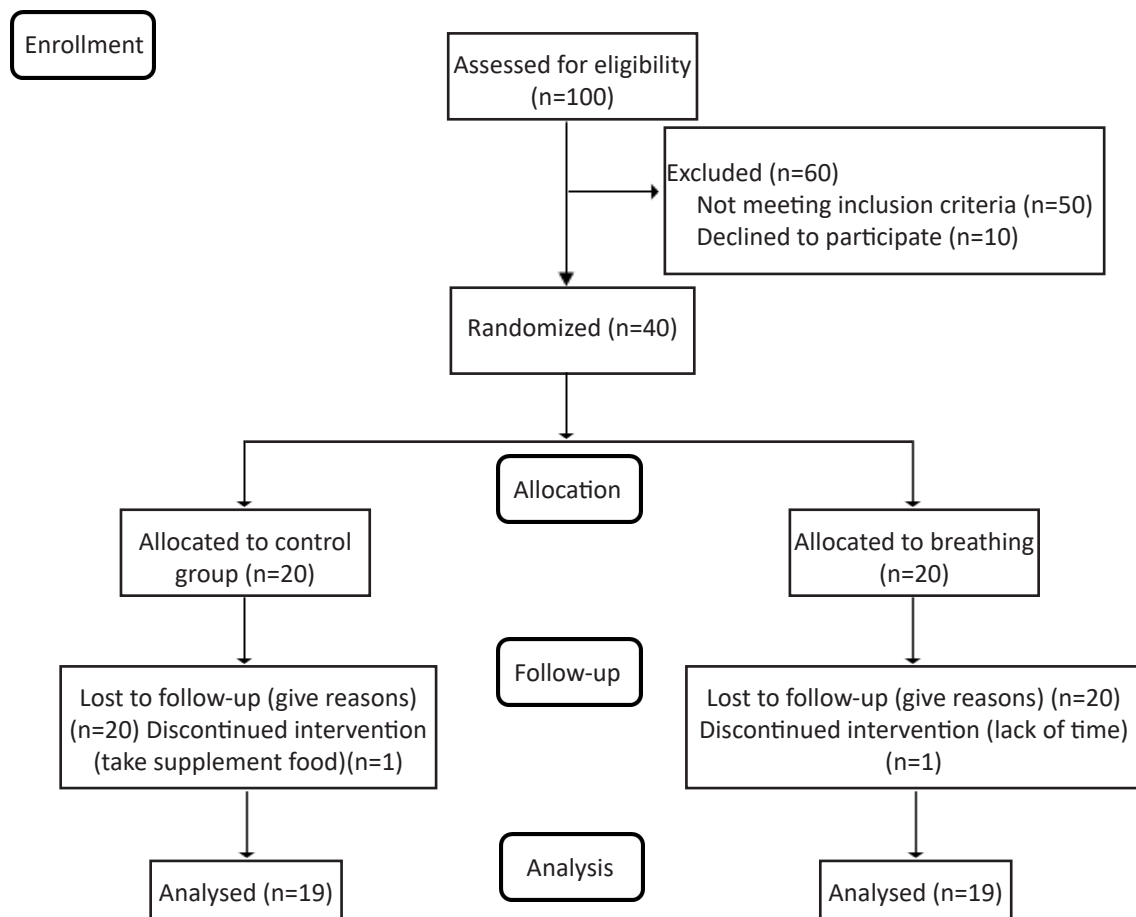 Enrollment
Assessed for eligibility
(n=100)
Excluded (n=60)
Not meeting inclusion criteria (n=50)
Declined to participate (n=10)
Randomized (n=40)
Allocation
Allocated to control
group (n=20)
Allocated to breathing
(n=20)
Follow-up
Lost to follow-up (give reasons)
(n=20) Discontinued intervention
(take supplement food)(n=1)
Lost to follow-up (give reasons) (n=20)
Discontinued intervention (lack of time)
(n=1)
Analysis
Analysed (n=19)
Analysed (n=19)